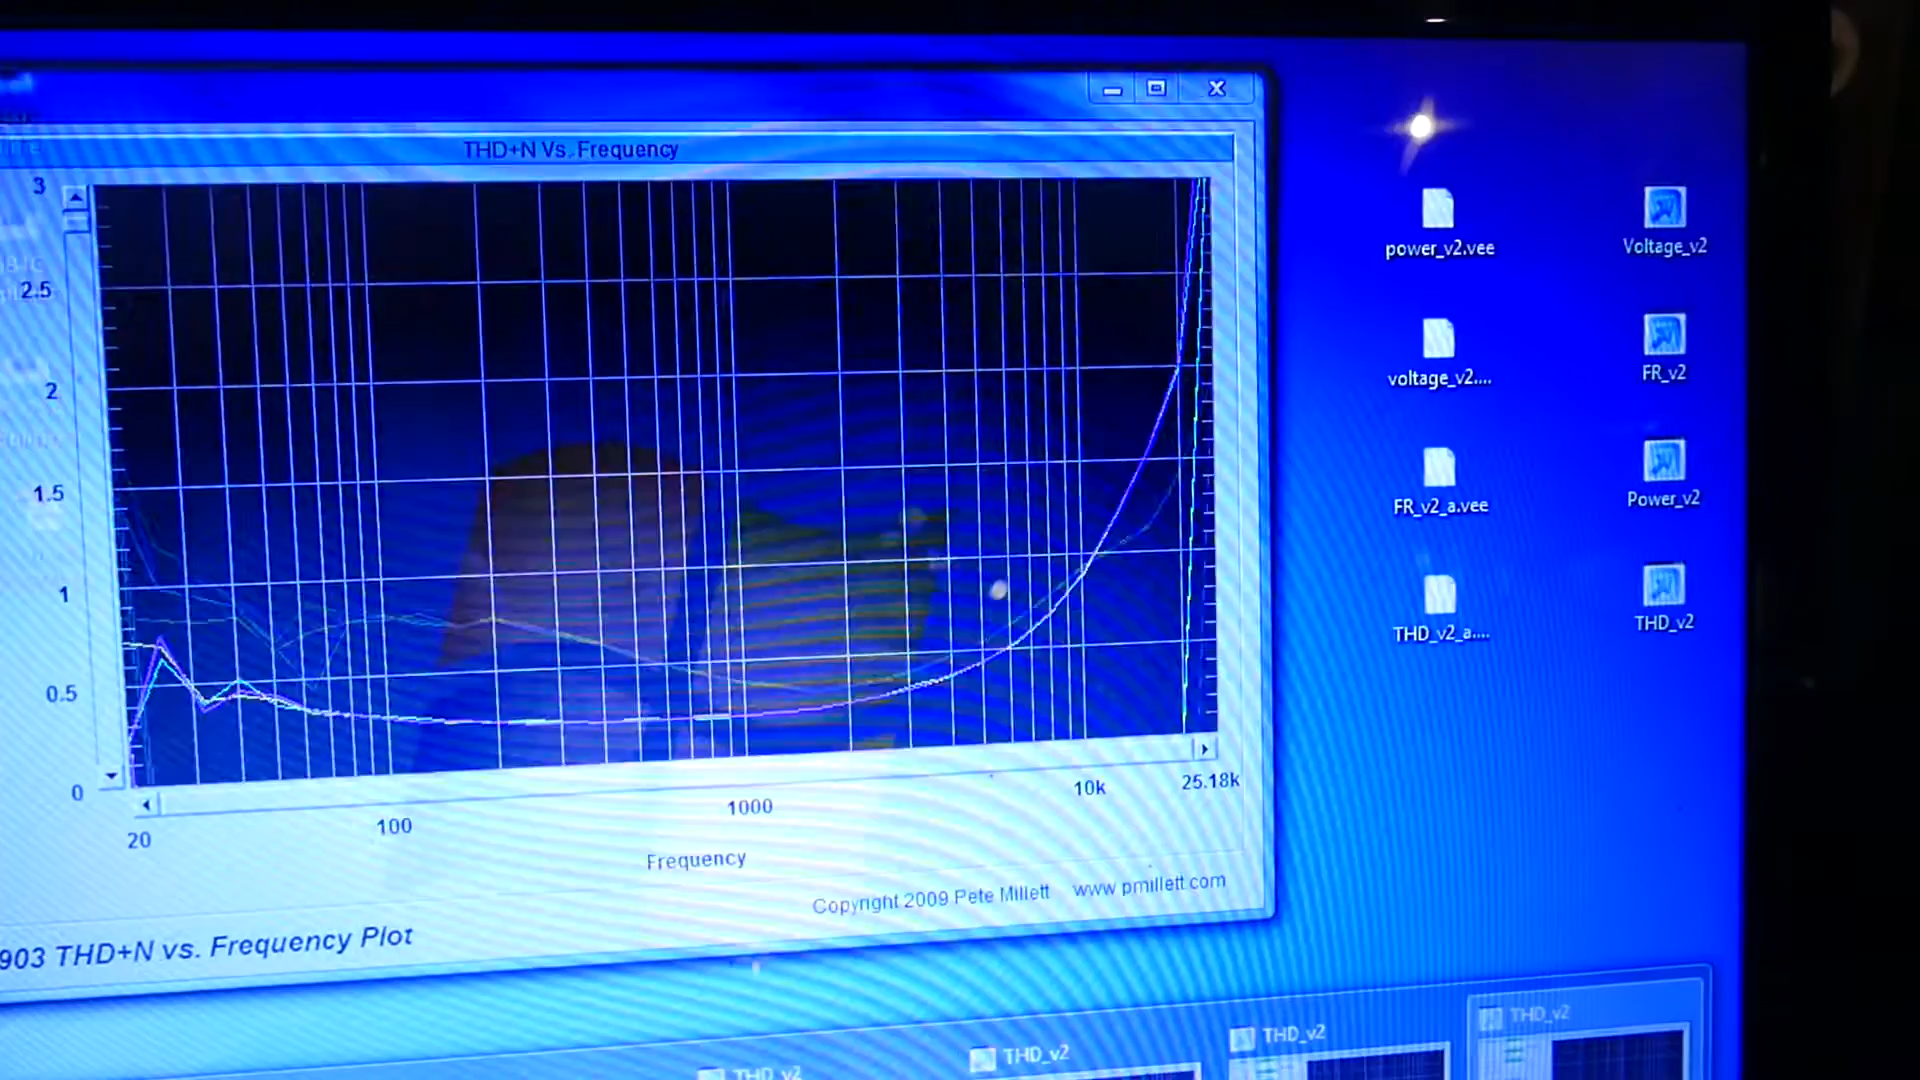 THD+N Vs. Frequency
3
2.5
2
1.5
1
0.5
0
20
100
1000
10k
25.18k
Frequency
Copyright 2009 Pete Millett www.pmillett.com
903 THD+N vs. Frequency Plot
power_v2.vee
Voltage_v2
voltage_v2....
FR_v2
FR_v2_a.vee
Power_v2
THD_v2_a....
THD_v2
THD_v2
THD_v2
THD_v2
THD_v2